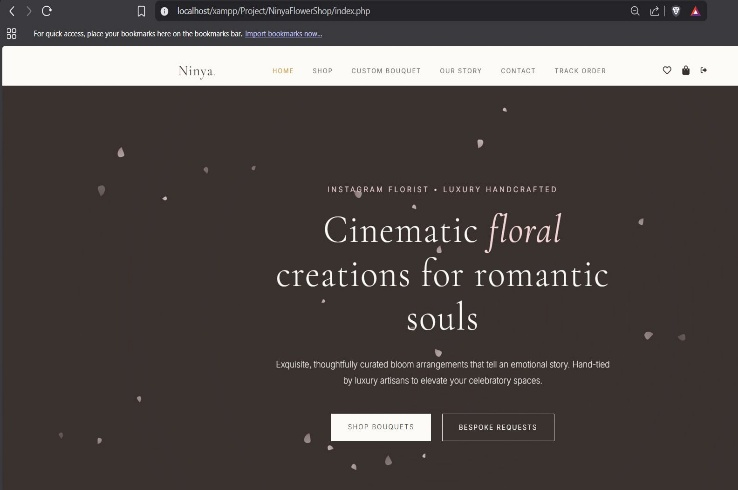 localhost/xampp/Project/NinyaFlowerShop/index.php
For quick access, place your bookmarks here on the bookmarks bar. Import bookmarks now...
Ninya. HOME SHOP CUSTOM BOUQUET OUR STORY CONTACT TRACK ORDER
INSTAGRAM FLORIST • LUXURY HANDCRAFTED
Cinematic floral
creations for romantic
souls
Exquisite, thoughtfully curated bloom arrangements that tell an emotional story. Hand-tied
by luxury artisans to elevate your celebratory spaces.
SHOP BOUQUETS BESPOKE REQUESTS